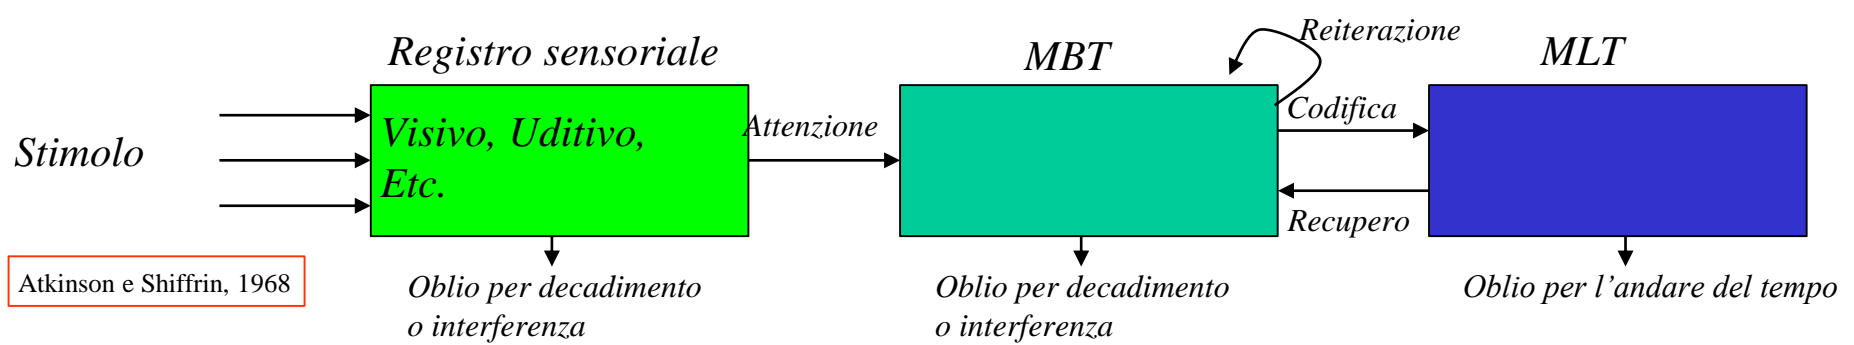 Stimolo
Registro sensoriale
Visivo, Uditivo,
Etc.
Attenzione
MBT
Reiterazione
Codifica
Recupero
MLT
Atkinson e Shiffrin, 1968
Oblio per decadimento
o interferenza
Oblio per decadimento
o interferenza
Oblio per l’andare del tempo